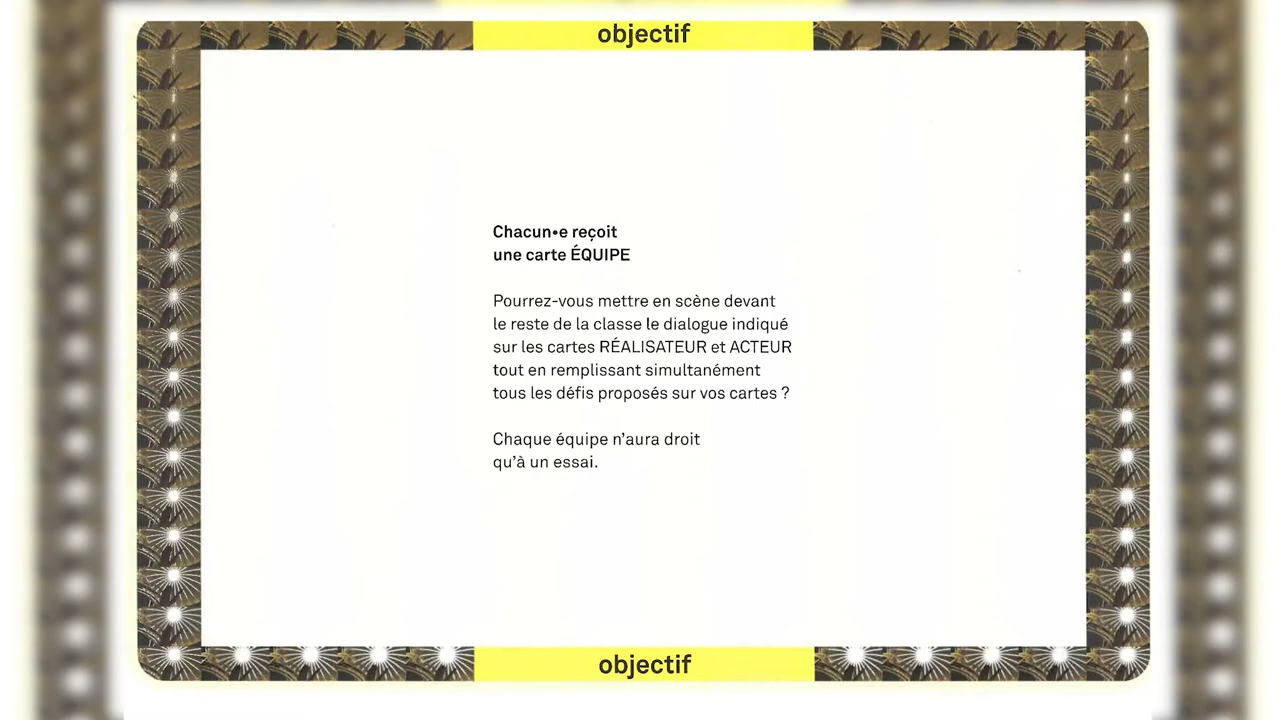 objectif
Chacun•e reçoit
une carte ÉQUIPE
Pourrez-vous mettre en scène devant
le reste de la classe le dialogue indiqué
sur les cartes RÉALISATEUR et ACTEUR
tout en remplissant simultanément
tous les défis proposés sur vos cartes ?
Chaque équipe n'aura droit
qu'à un essai.
objectif